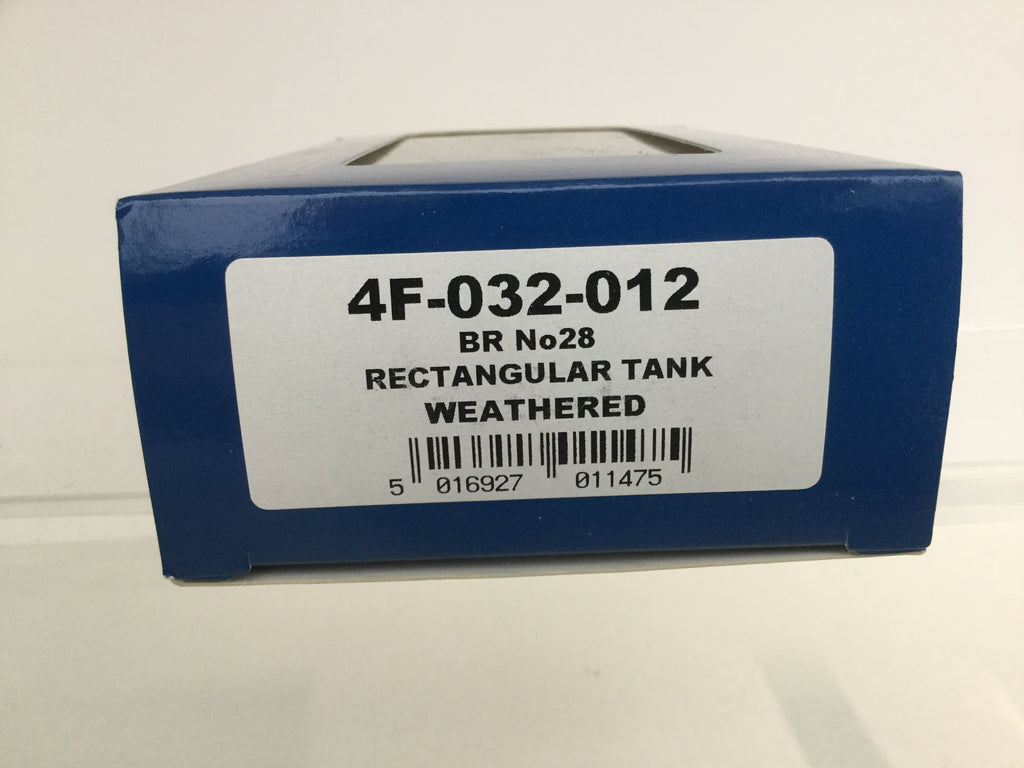 4F-032-012
BR No28
RECTANGULAR TANK
WEATHERED
5 016927 011475